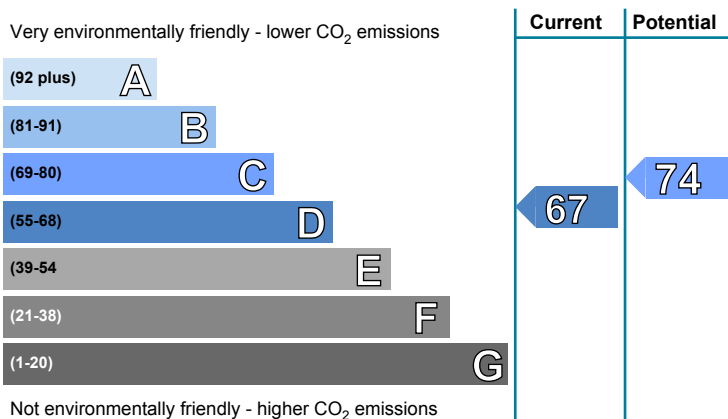 Current Potential
Very environmentally friendly - lower CO2 emissions
(92 plus) A
(81-91) B
(69-80) C
74
(55-68) D
67
(39-54 E
(21-38) F
(1-20) G
Not environmentally friendly - higher CO2 emissions